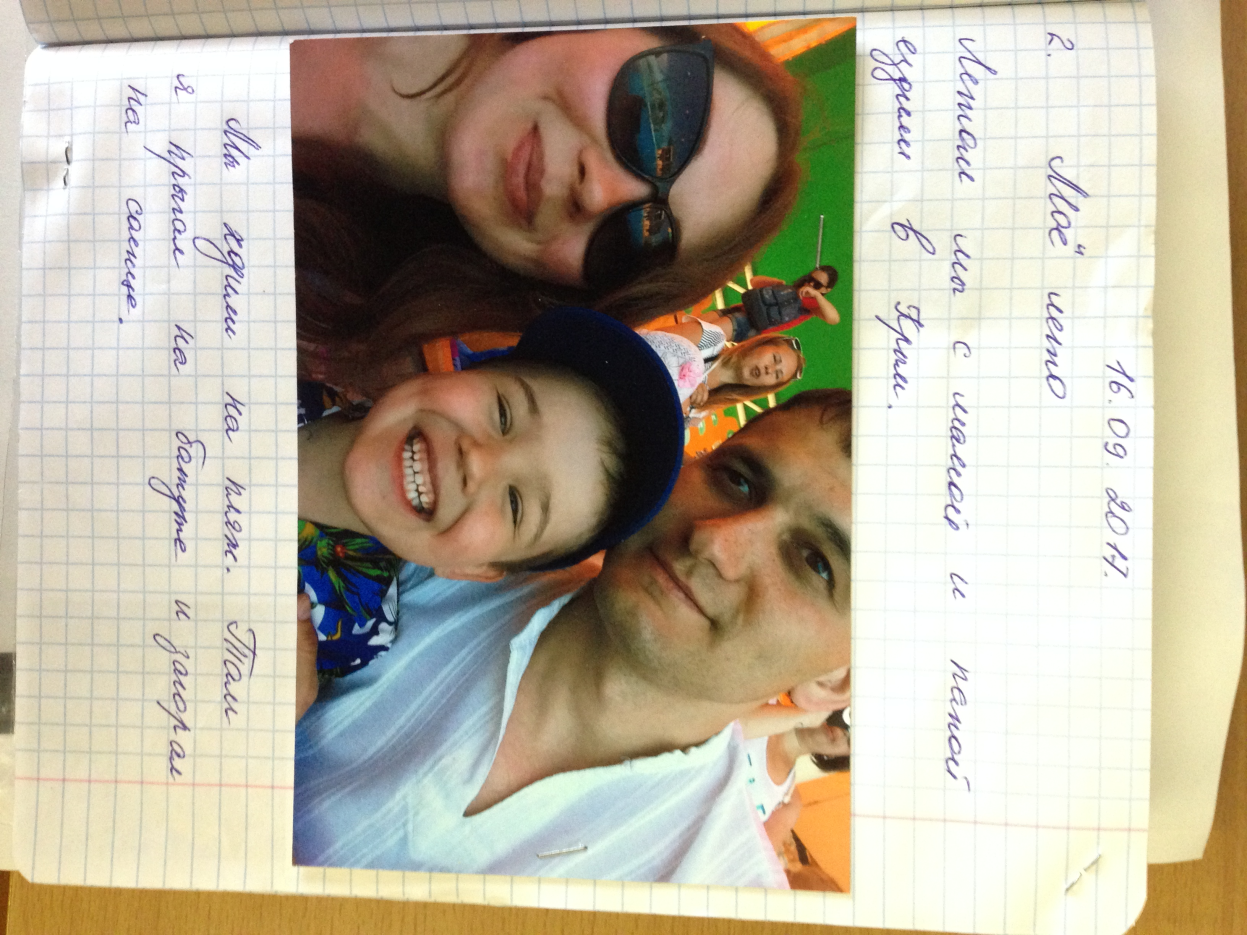 16.09.2017.
2. Моё лето
Летом мы с мамой и папой
ездили в Крым.
Мы ходили на пляж. Там
я прыгал на батуте и загорал
на санце.